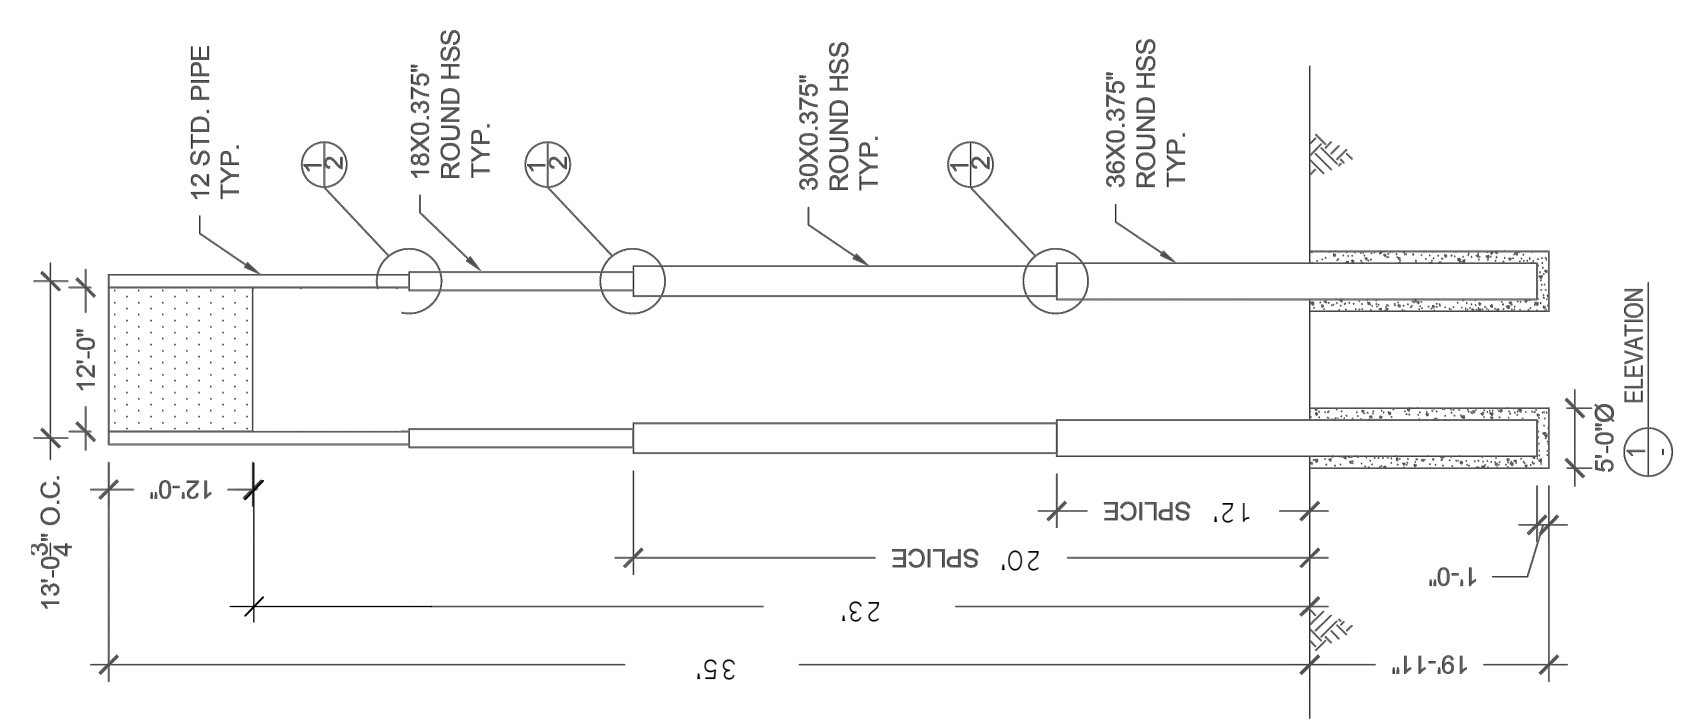 12 STD. PIPE
TYP.
1
2
18X0.375"
ROUND HSS
TYP.
1
2
30X0.375"
ROUND HSS
TYP.
1
2
36X0.375"
ROUND HSS
TYP.
13'-0 3/4" O.C.
12'-0"
12'-0"
12' SPLICE
20' SPLICE
23'
35'
1'-0"
19'-11"
5'-0"Ø
1
-
ELEVATION